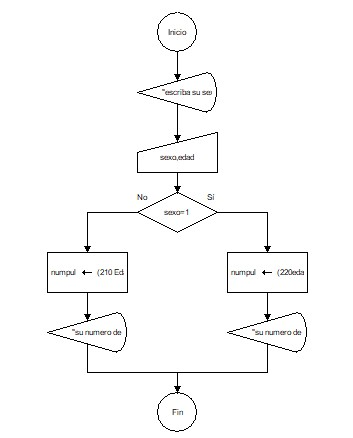 Inicio
"escriba su se
sexo,edad
No
Sí
sexo=1
numpul ← (210 Ed
numpul ← (220eda
"su numero de
"su numero de
Fin